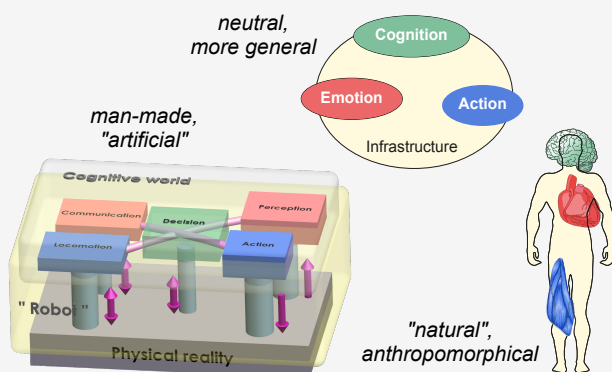 neutral,
more general
Cognition
Emotion
Action
Infrastructure
man-made,
"artificial"
Cognitive world
Communication
Decision
Perception
Locomotion
Action
" Robot "
Physical reality
"natural",
anthropomorphical